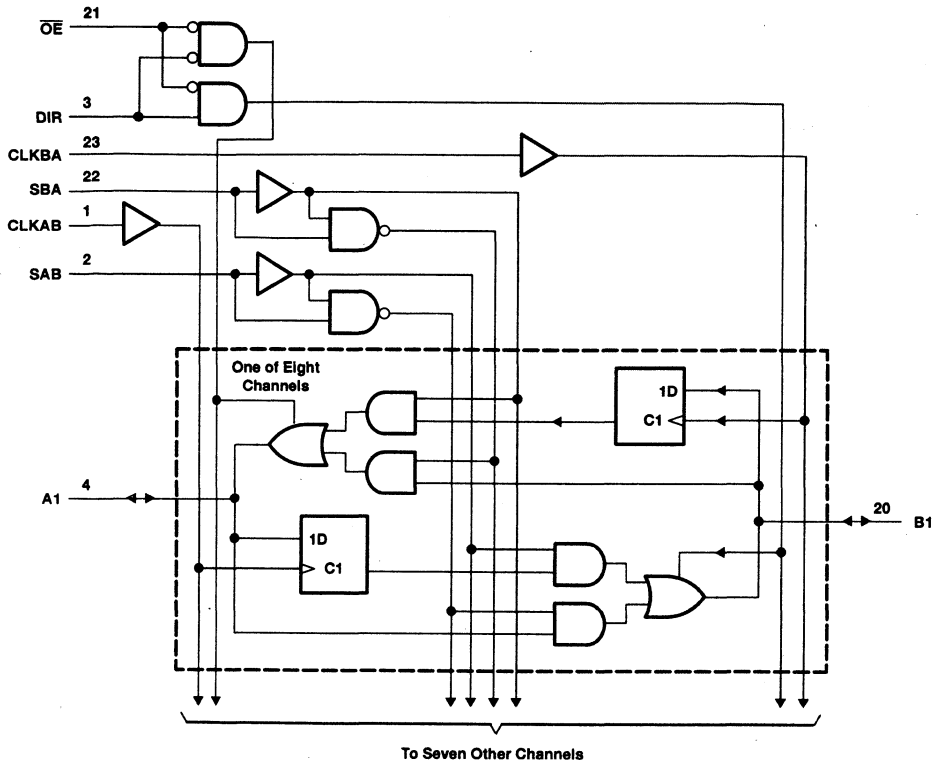 OE 21
DIR 3
CLKBA 23
SBA 22
CLKAB 1
SAB 2
One of Eight
Channels
1D
C1
A1 4
20 B1
1D
C1
To Seven Other Channels